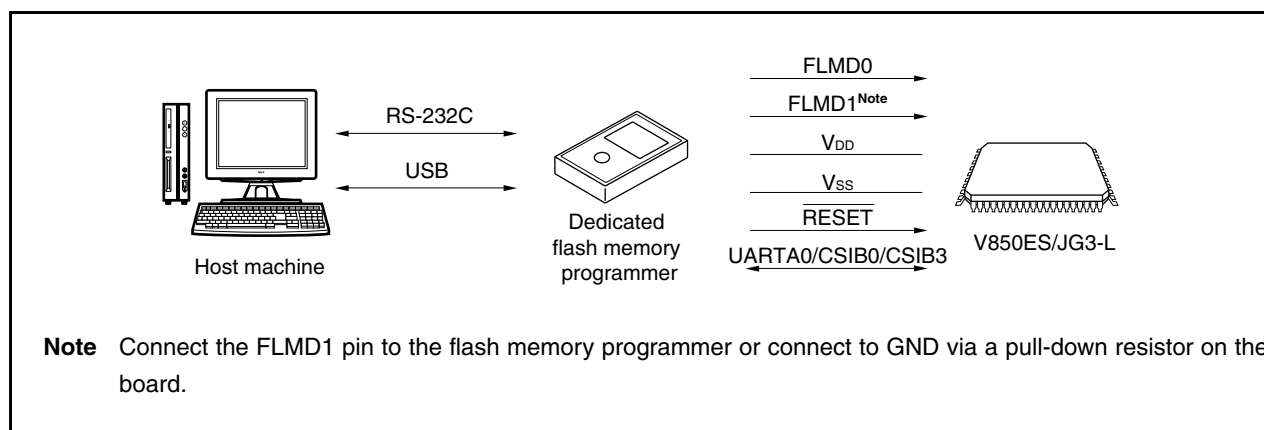 FLMD0
FLMD1Note
RS-232C
VDD
USB
VSS
RESET
Dedicated
flash memory
programmer
UARTA0/CSIB0/CSIB3
V850ES/JG3-L
Host machine
Note Connect the FLMD1 pin to the flash memory programmer or connect to GND via a pull-down resistor on the
board.